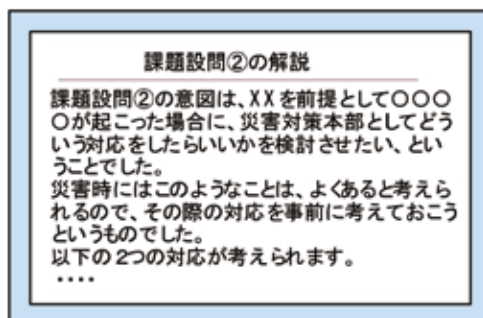 課題設問②の解説
課題設問②の意図は、XXを前提として〇〇〇
〇が起こった場合に、災害対策本部としてどう
いう対応をしたらいいかを検討させたい、とい
うことでした。
災害時にはこのようなことは、よくあると考えら
れるので、その際の対応を事前に考えておこう
というものでした。
以下の2つの対応が考えられます。
・・・・